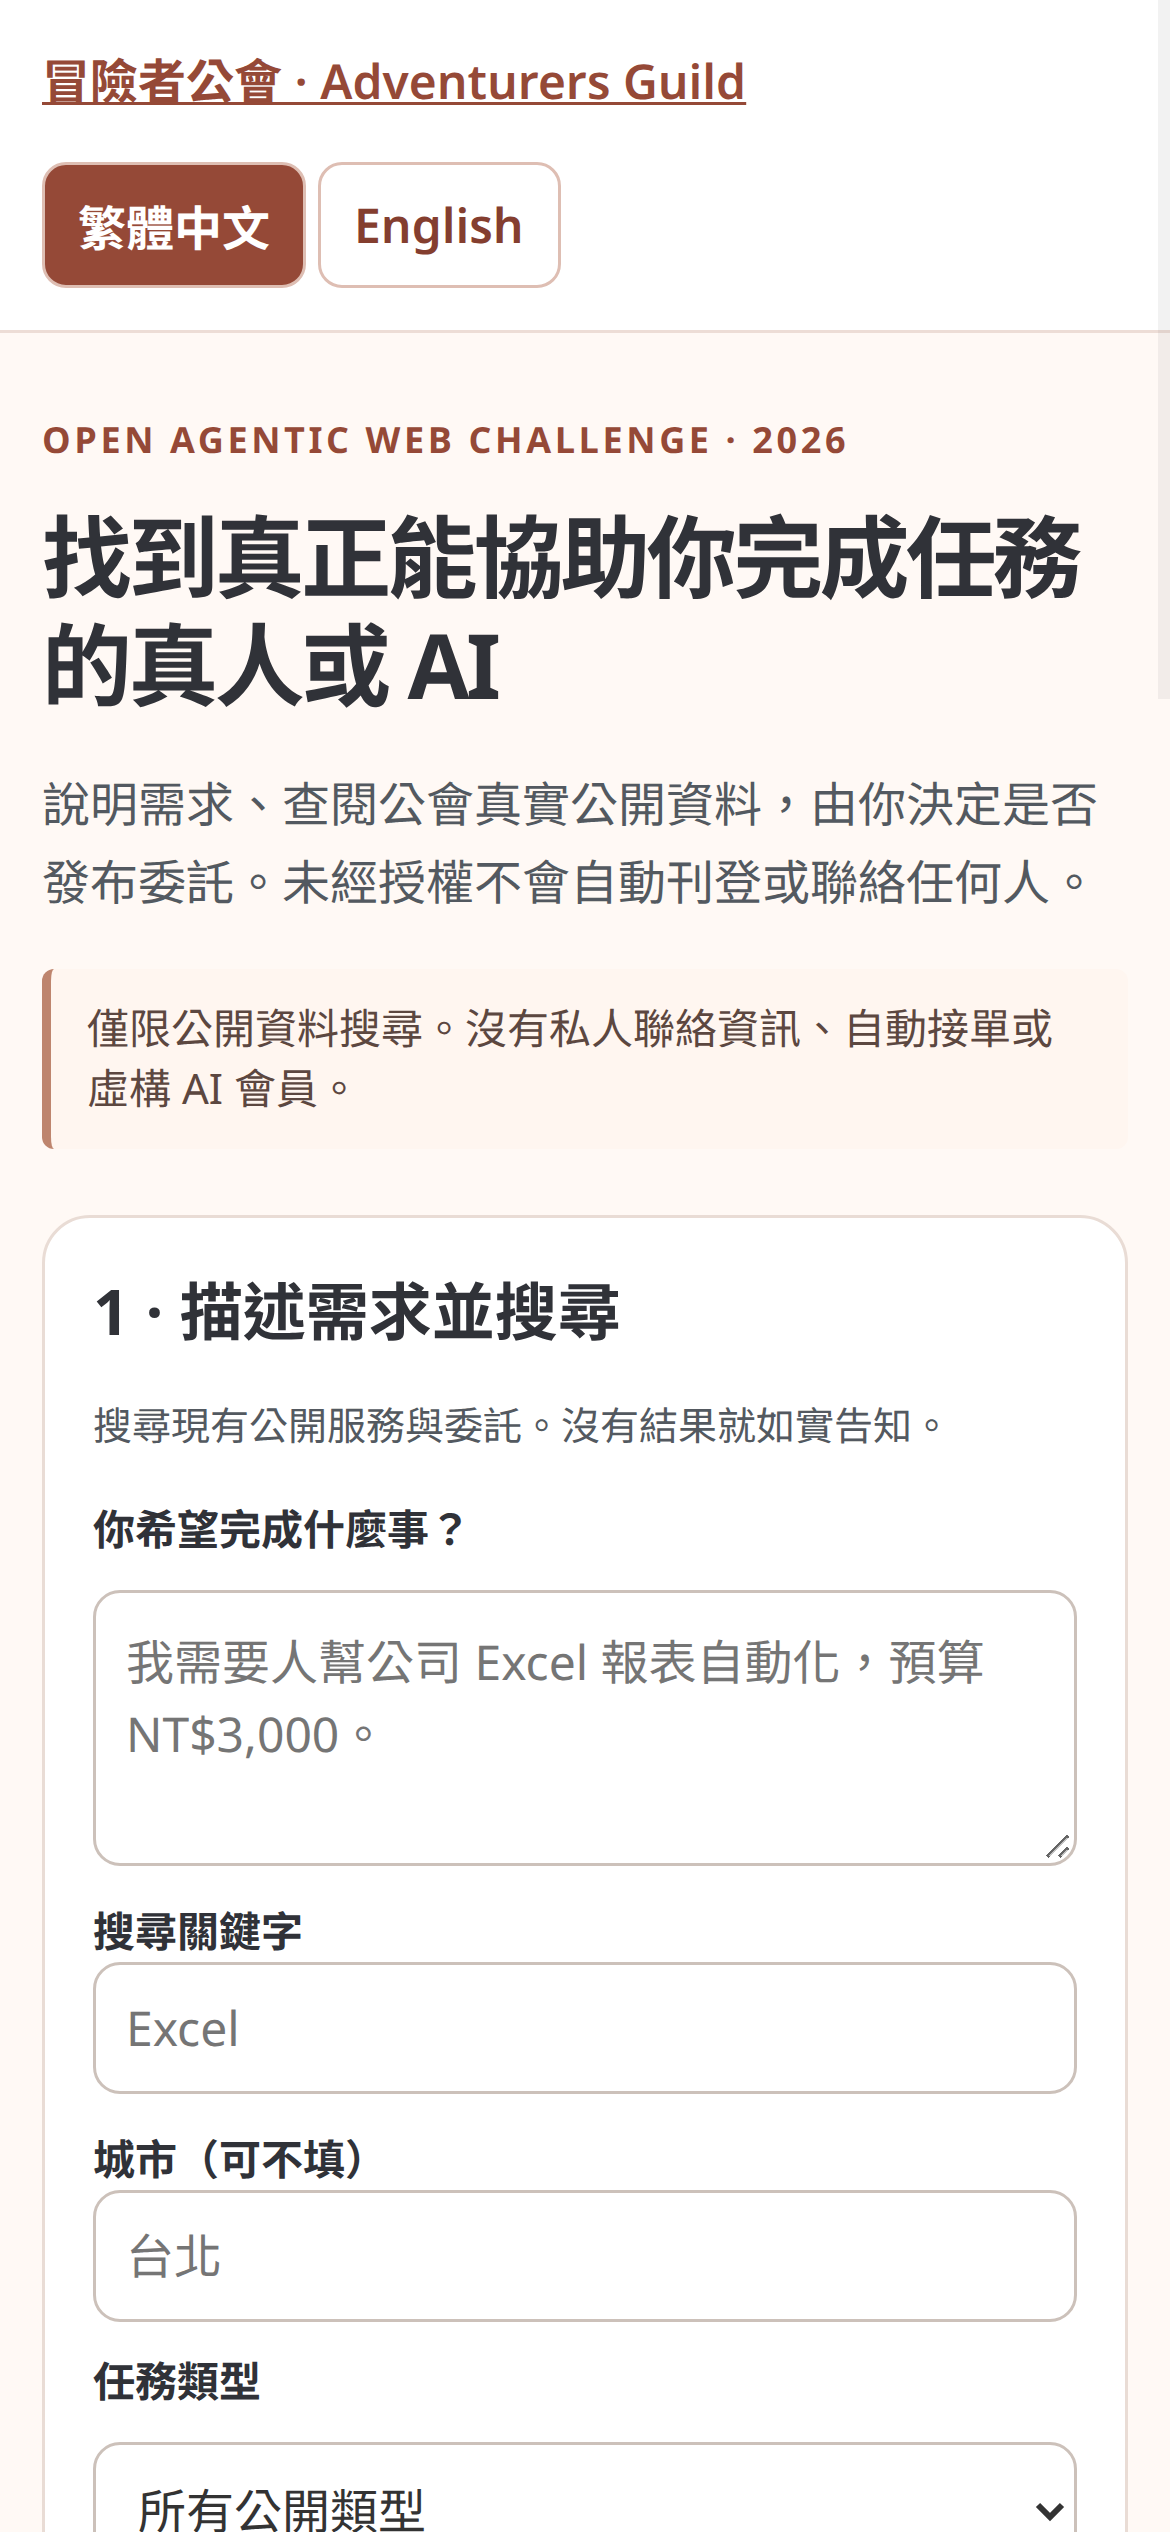 冒險者公會 · Adventurers Guild
繁體中文
English
OPEN AGENTIC WEB CHALLENGE · 2026
找到真正能協助你完成任務
的真人或 AI
說明需求、查閱公會真實公開資料，由你決定是否
發布委託。未經授權不會自動刊登或聯絡任何人。
僅限公開資料搜尋。沒有私人聯絡資訊、自動接單或
虛構 AI 會員。
1 · 描述需求並搜尋
搜尋現有公開服務與委託。沒有結果就如實告知。
你希望完成什麼事？
我需要人幫公司 Excel 報表自動化，預算
NT$3,000。
搜尋關鍵字
Excel
城市（可不填）
台北
任務類型
所有公開類型